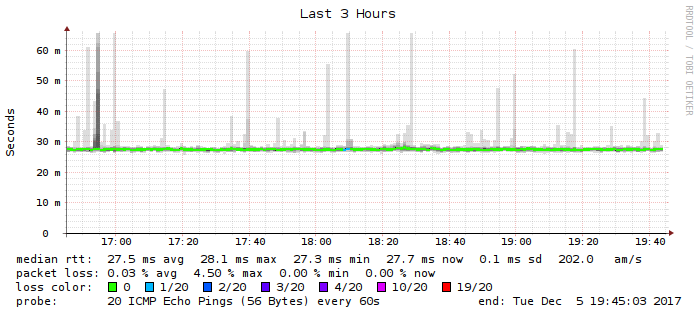 Last 3 Hours
RRDTOOL / TOBI OETIKER
Seconds
60 m
50 m
40 m
30 m
20 m
10 m
0
17:00 17:20 17:40 18:00 18:20 18:40 19:00 19:20 19:40
median rtt: 27.5 ms avg 28.1 ms max 27.3 ms min 27.7 ms now 0.1 ms sd 202.0 am/s
packet loss: 0.03 % avg 4.50 % max 0.00 % min 0.00 % now
loss color: 0 1/20 2/20 3/20 4/20 10/20 19/20
probe: 20 ICMP Echo Pings (56 Bytes) every 60s end: Tue Dec 5 19:45:03 2017